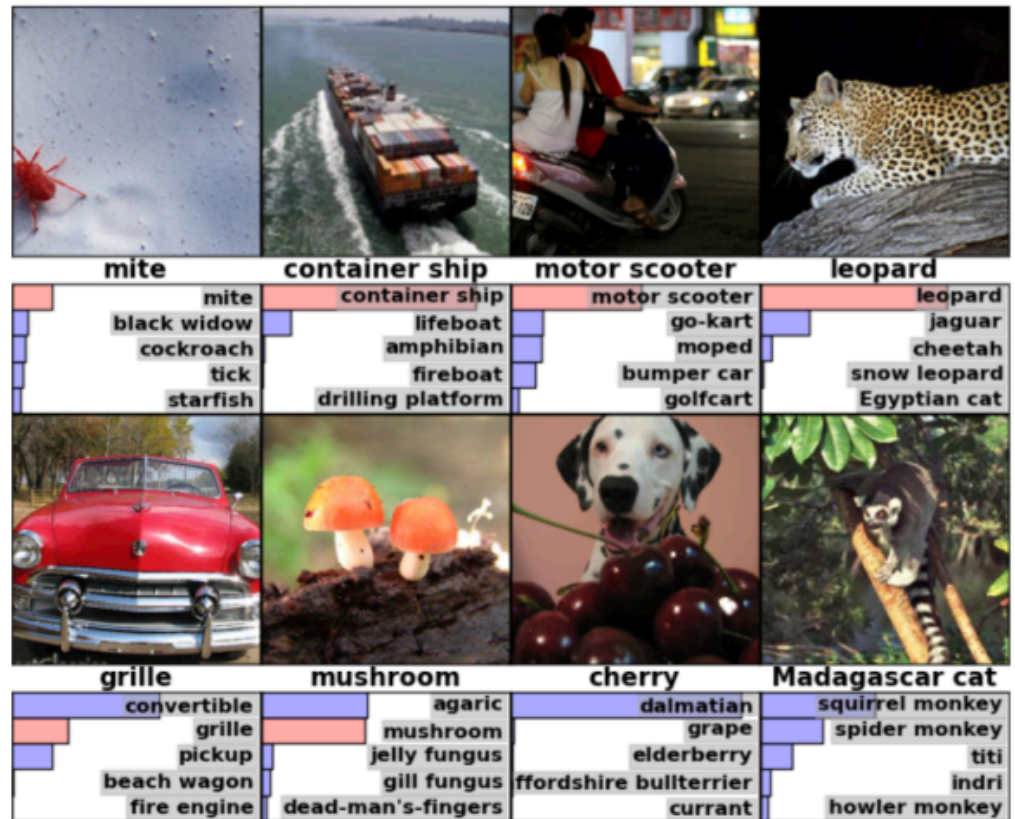 mite
container ship
motor scooter
leopard
mite
black widow
cockroach
tick
starfish
container ship
lifeboat
amphibian
fireboat
drilling platform
motor scooter
go-kart
moped
bumper car
golfcart
leopard
jaguar
cheetah
snow leopard
Egyptian cat
grille
mushroom
cherry
Madagascar cat
convertible
grille
pickup
beach wagon
fire engine
agaric
mushroom
jelly fungus
gill fungus
dead-man's-fingers
dalmatian
grape
elderberry
ffordshire bullterrier
currant
squirrel monkey
spider monkey
titi
indri
howler monkey